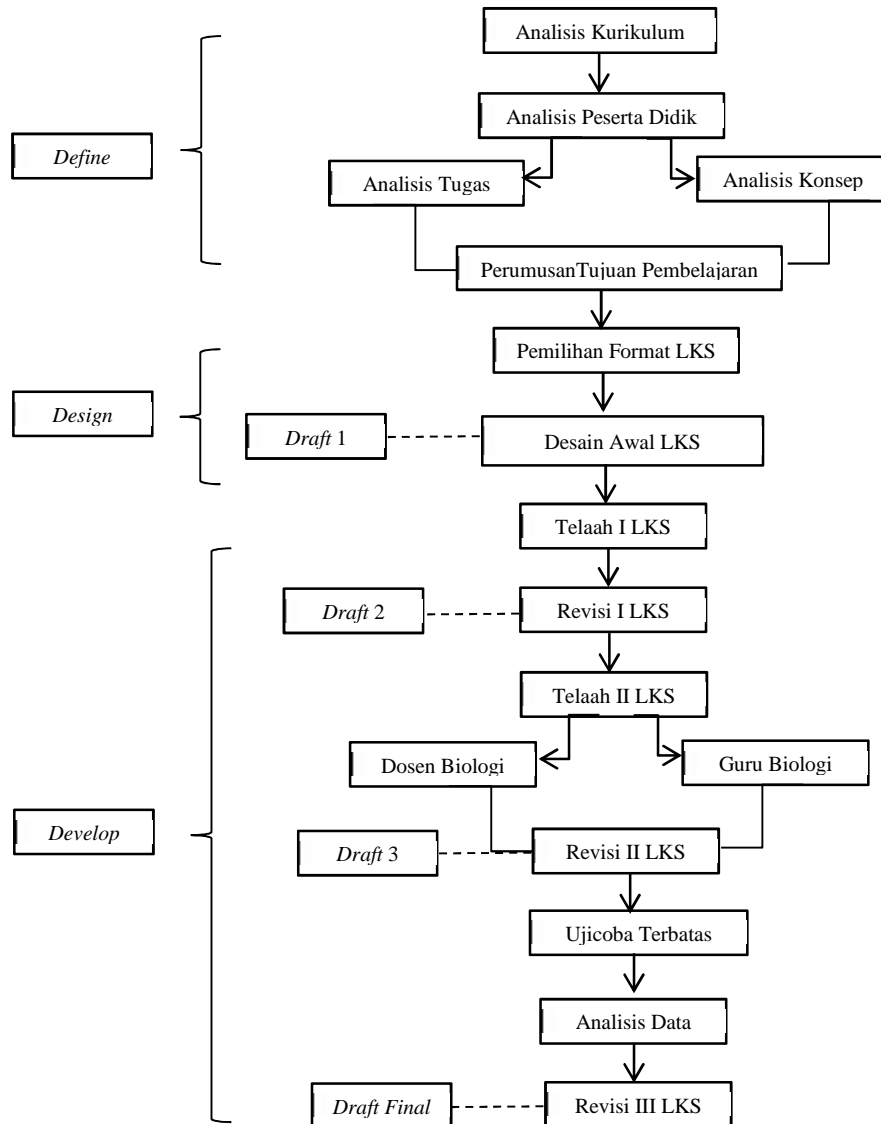 Analisis Kurikulum
Analisis Peserta Didik
Define
Analisis Tugas
Analisis Konsep
PerumusanTujuan Pembelajaran
Pemilihan Format LKS
Design
Draft 1
Desain Awal LKS
Telaah I LKS
Draft 2
Revisi I LKS
Telaah II LKS
Dosen Biologi
Guru Biologi
Develop
Draft 3
Revisi II LKS
Ujicoba Terbatas
Analisis Data
Draft Final
Revisi III LKS